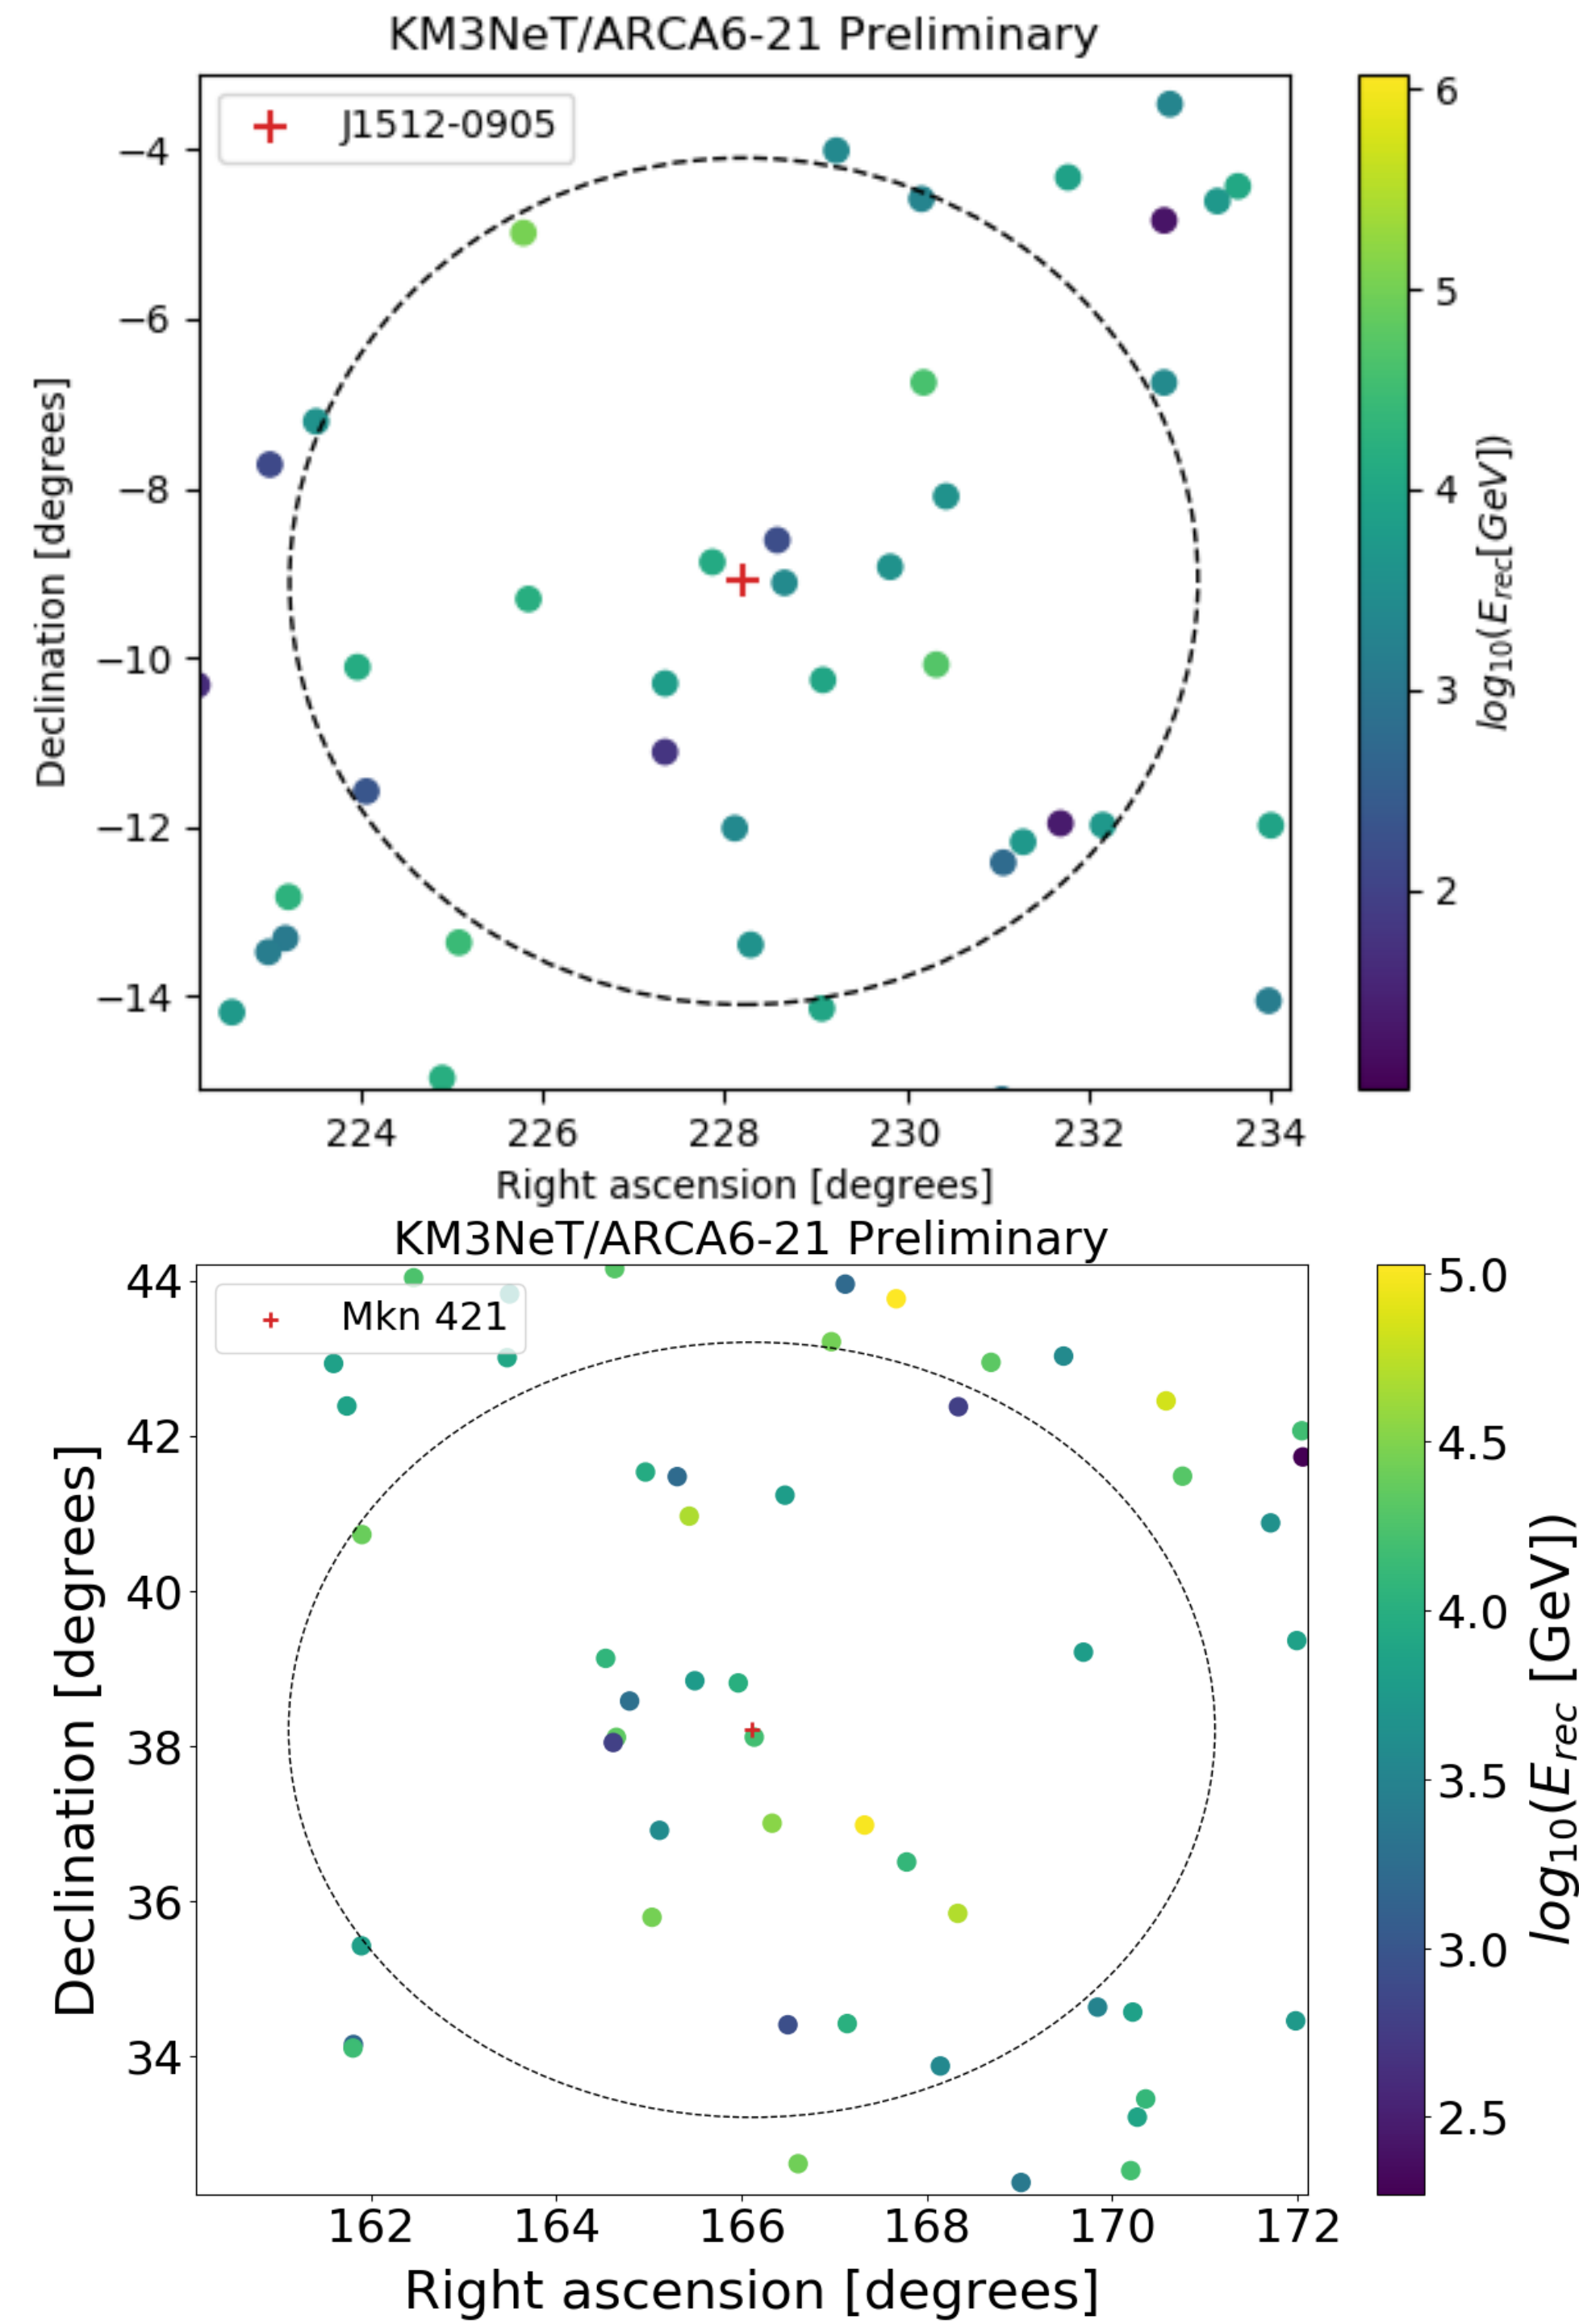 KM3NeT/ARCA6-21 Preliminary
J1512-0905
−4
−6
−8
−10
−12
−14
Declination [degrees]
224 226 228 230 232 234
Right ascension [degrees]
6
5
4
3
2
log10(Erec[GeV])
KM3NeT/ARCA6-21 Preliminary
Mkn 421
44
42
40
38
36
34
Declination [degrees]
162 164 166 168 170 172
Right ascension [degrees]
5.0
4.5
4.0
3.5
3.0
2.5
log10(Erec [GeV])